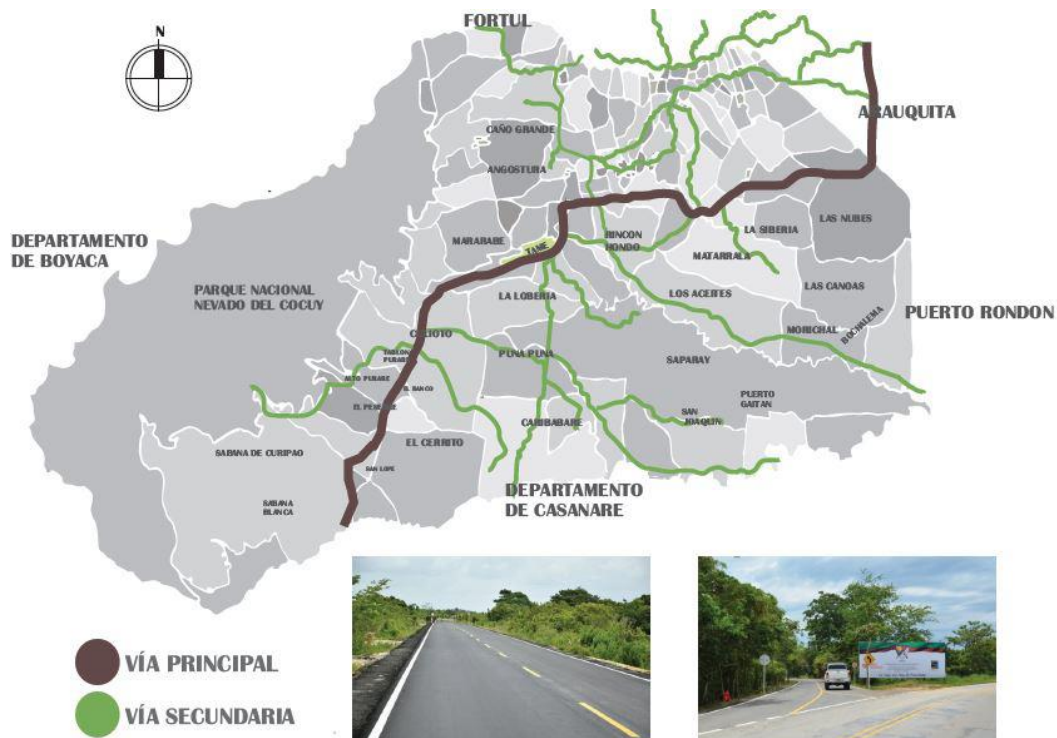 FORTUL
N
ARAUQUITA
CAÑO GRANDE
ANGOSTURA
LAS NUBES
LA SIBERIA
RINCON
HONDO
MARARABE
TAME
MATARRALA
DEPARTAMENTO
DE BOYACA
PARQUE NACIONAL
NEVADO DEL COCUY
LAS CANOAS
LOS ACEITES
LA LOBERIA
PUERTO RONDON
MORICHAL
BOCHALEMA
PUNA PUNA
SAPARAY
ALTO PURARE
PUERTO
GAITAN
SAN
JOAQUIN
CARIBABARE
EL CERRITO
SABANA DE CURIPAO
SAN LOPE
DEPARTAMENTO
DE CASANARE
SABANA
BLANCA
VÍA PRINCIPAL
VÍA SECUNDARIA